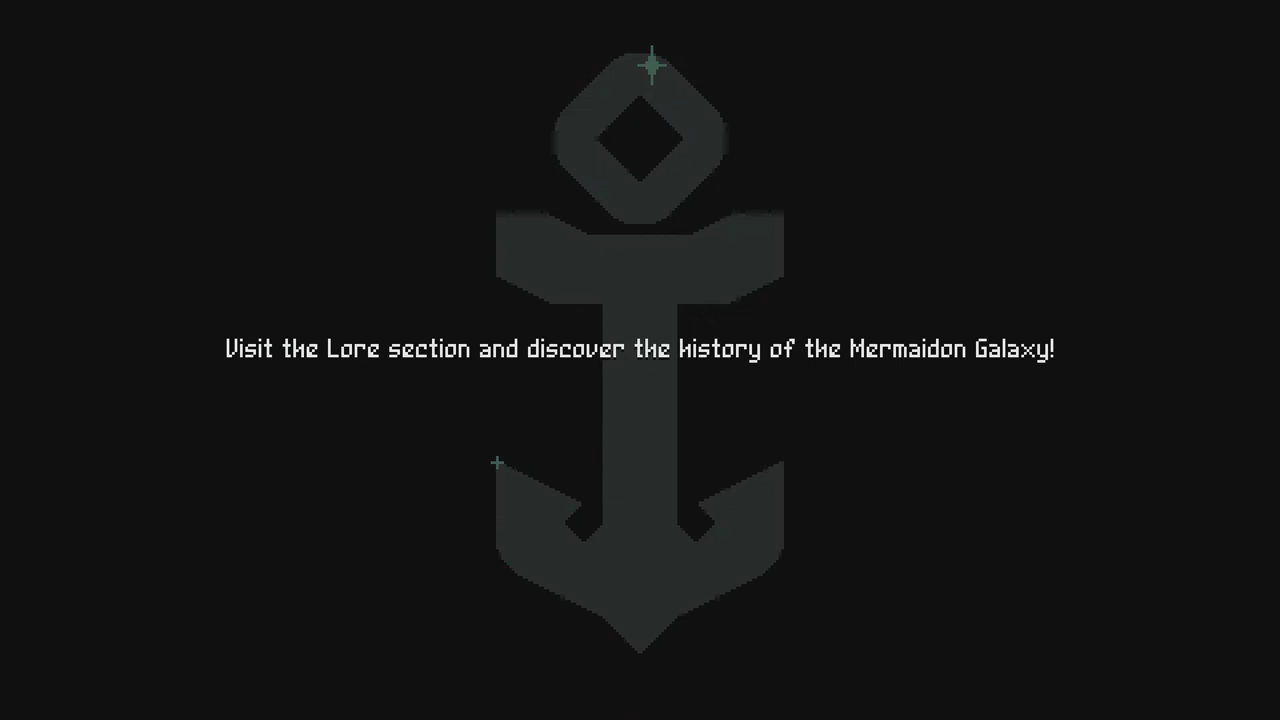 Visit the Lore section and discover the history of the Mermaidon Galaxy!